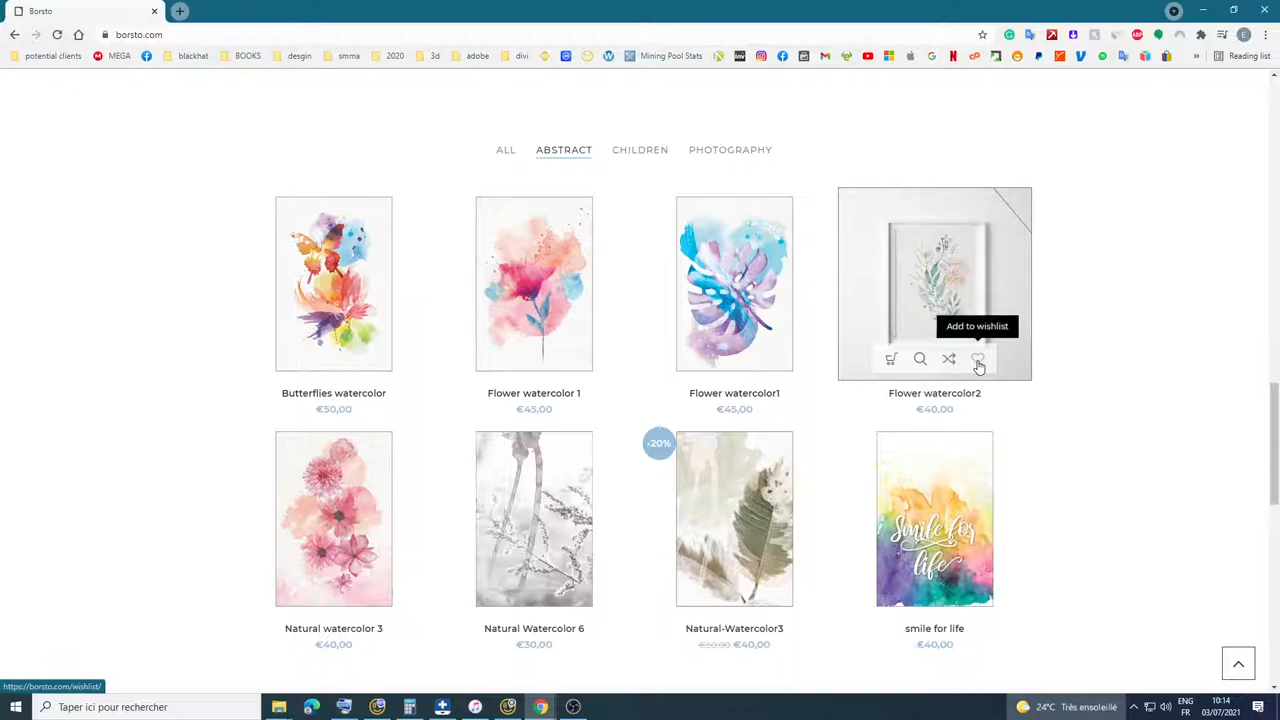 Borsto
borsto.com
potential clients
MEGA
blackhat
BOOKS
desgin
smma
2020
3d
adobe
divi
Mining Pool Stats
Reading list
ALL ABSTRACT CHILDREN PHOTOGRAPHY
Add to wishlist
Butterflies watercolor
€50,00
Flower watercolor 1
€45,00
Flower watercolor1
€45,00
Flower watercolor2
€40,00
-20%
Smile for
life
Natural watercolor 3
€40,00
Natural Watercolor 6
€30,00
Natural-Watercolor3
€50,00 €40,00
smile for life
€40,00
https://borsto.com/wishlist/
Taper ici pour rechercher
24°C Très ensoleillé
ENG
FR
10:14
03/07/2021